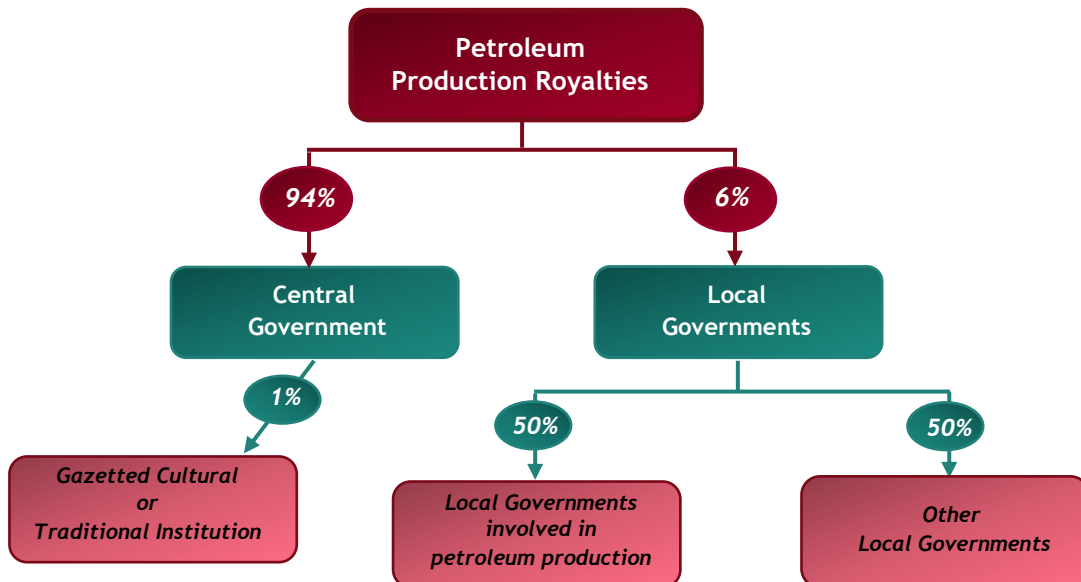 Petroleum
Production Royalties
94%
6%
Central
Government
Local
Governments
1%
50%
50%
Gazetted Cultural
or
Traditional Institution
Local Governments
involved in
petroleum production
Other
Local Governments